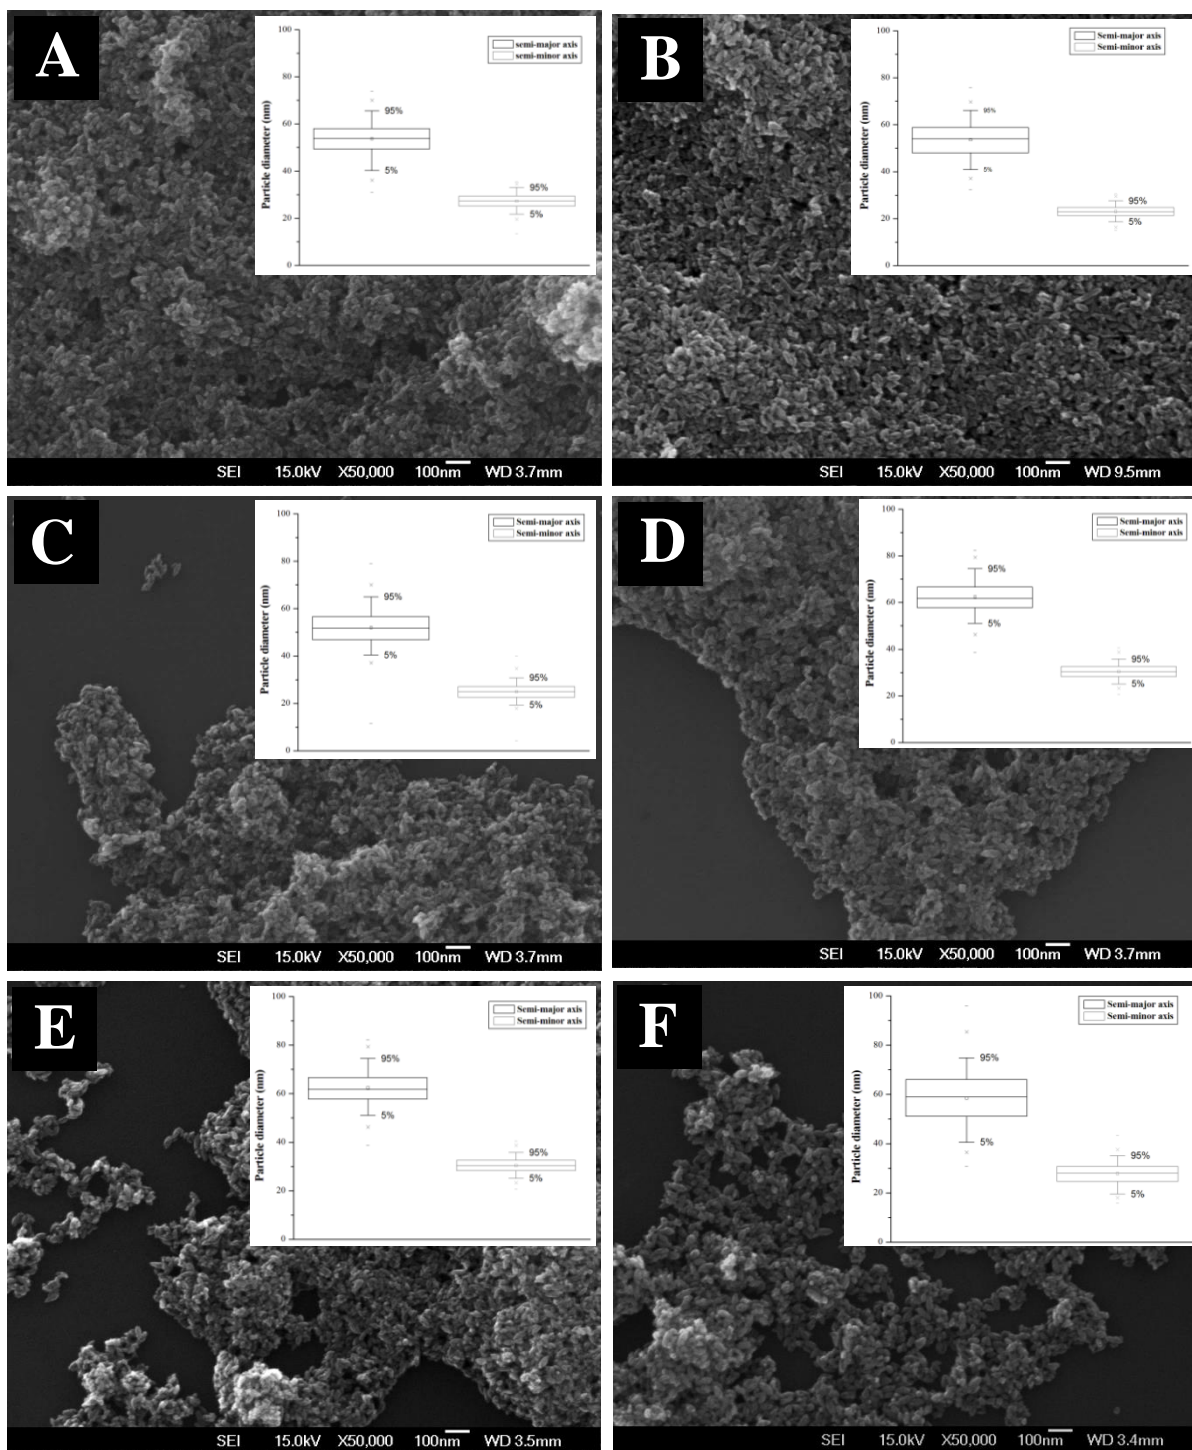 A
100
80
60
40
20
0
Particle diameter (nm)
semi-major axis
semi-minor axis
95%
5%
95%
5%
SEI 15.0kV X50,000 100nm WD 3.7mm
B
100
80
60
40
20
0
Particle diameter (nm)
Semi-major axis
Semi-minor axis
95%
5%
95%
5%
SEI 15.0kV X50,000 100nm WD 9.5mm
C
100
80
60
40
20
0
Particle diameter (nm)
Semi-major axis
Semi-minor axis
95%
5%
95%
5%
SEI 15.0kV X50,000 100nm WD 3.7mm
D
100
80
60
40
20
0
Particle diameter (nm)
Semi-major axis
Semi-minor axis
95%
5%
95%
5%
SEI 15.0kV X50,000 100nm WD 3.7mm
E
100
80
60
40
20
0
Particle diameter (nm)
Semi-major axis
Semi-minor axis
95%
5%
95%
5%
SEI 15.0kV X50,000 100nm WD 3.5mm
F
100
80
60
40
20
0
Particle diameter (nm)
Semi-major axis
Semi-minor axis
95%
5%
95%
5%
SEI 15.0kV X50,000 100nm WD 3.4mm